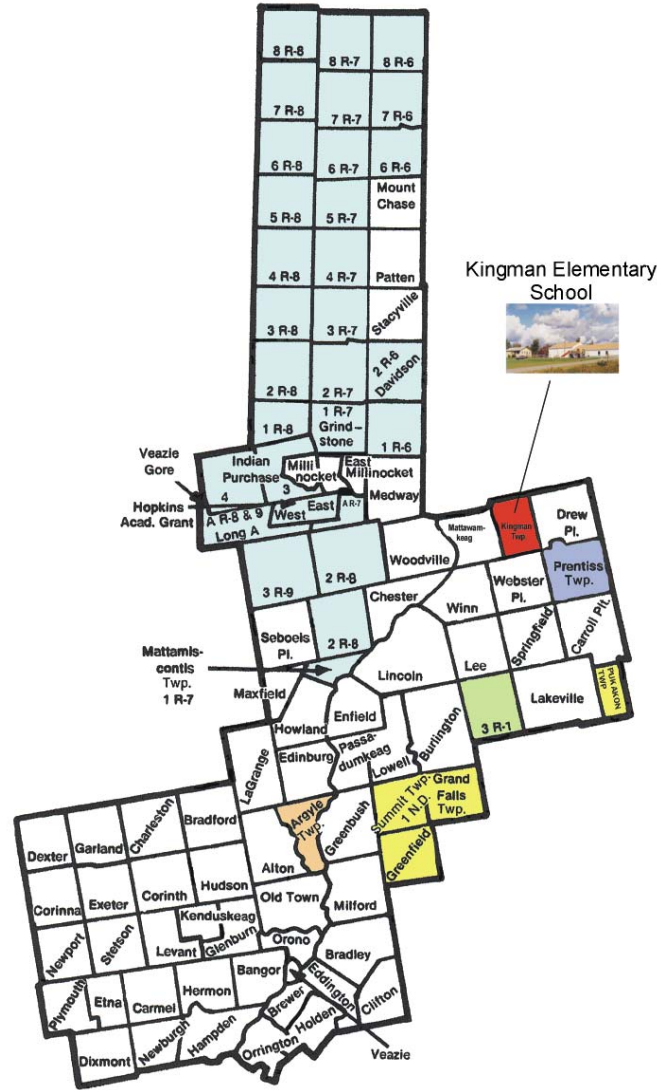 8 R-8
8 R-7
8 R-6
7 R-8
7 R-7
7 R-6
6 R-8
6 R-7
6 R-6
Mount
Chase
5 R-8
5 R-7
4 R-8
4 R-7
Patten
Kingman Elementary
School
3 R-8
3 R-7
Stacyville
2 R-8
2 R-7
2 R-6
Davidson
1 R-8
1 R-7
Grind-
stone
1 R-6
Veazie
Gore
Indian
Purchase
4
3
Milli
nocket
East
Millinocket
Medway
Hopkins
Acad. Grant
A R-8 & 9
Long A
West
East
A R-7
Mattawam-
keag
Kingman
Twp.
Drew
Pl.
Woodville
Prentiss
Twp.
3 R-9
2 R-8
Chester
Winn
Webster
Pl.
Springfield
Carroll Plt.
Seboeis
Pl.
2 R-8
Mattamis-
contis
Twp.
1 R-7
Lincoln
Lee
Maxfield
3 R-1
Lakeville
PUKAKON
TWP
Howland
Enfield
Burlington
LaGrange
Edinburg
Passa-
dumkeag
Lowell
Summit Twp.
1 N.D.
Grand
Falls
Twp.
Argyle
Twp.
Greenbush
Greenfield
Dexter
Garland
Charleston
Bradford
Alton
Corinna
Exeter
Corinth
Hudson
Old Town
Milford
Kenduskeag
Newport
Stetson
Levant
Glenburn
Orono
Bradley
Plymouth
Etna
Carmel
Hermon
Bangor
Eddington
Clifton
Brewer
Holden
Dixmont
Newburgh
Hampden
Orrington
Veazie